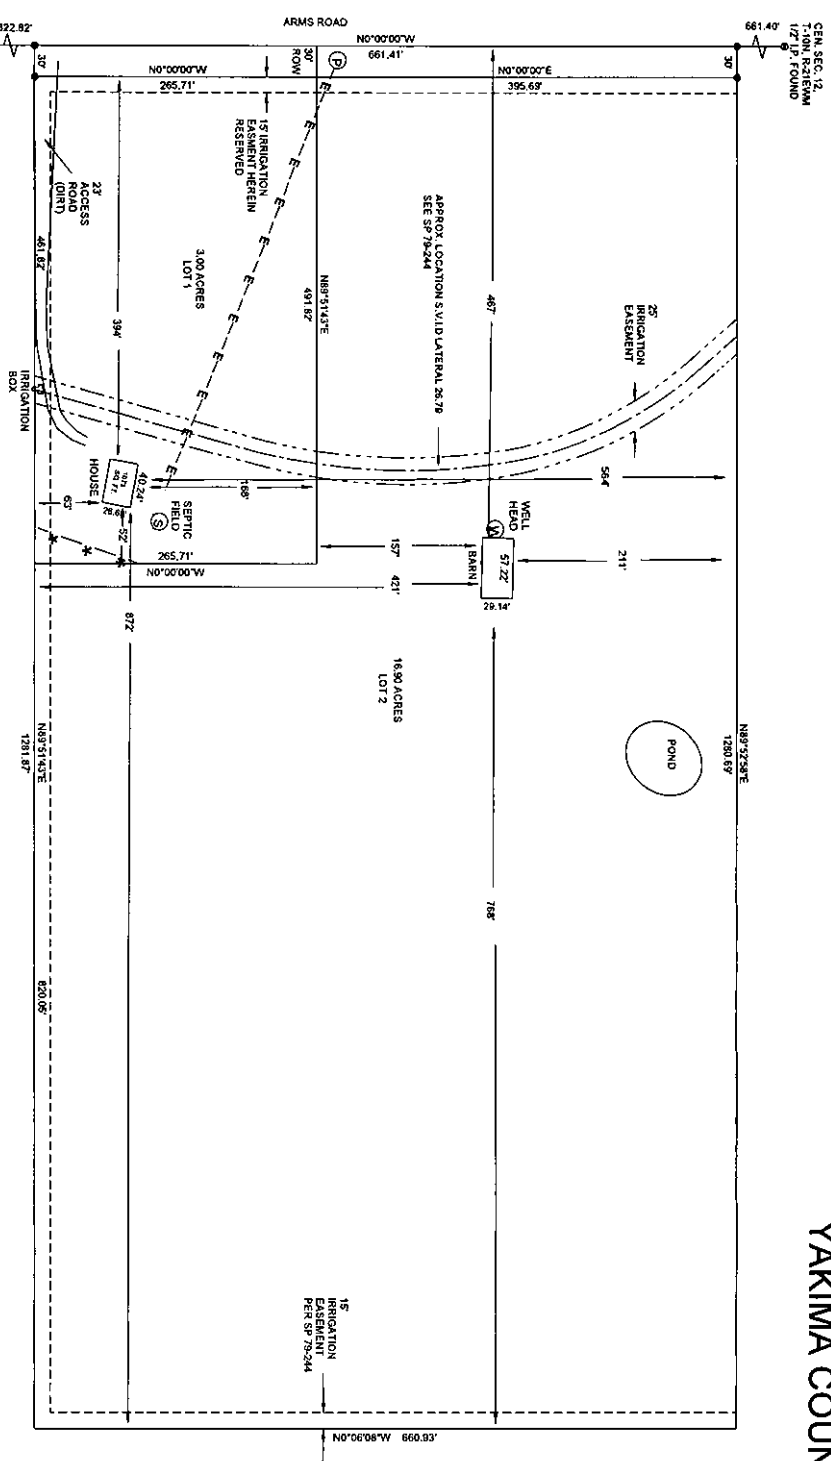 CEN. SEC. 12,
T-10N, R-21EWM
1/2" I.P. FOUND
661.40'
YAKIMA COUN
ARMS ROAD
N0°00'00"W
661.41'
322.82'
30'
30'
30'
ROW
P
N0°00'00"W
265.71'
N0°00'00"E
395.69'
15' IRRIGATION
EASMENT HEREIN
RESERVED
E E E E E E E E E E E
23'
ACCESS
ROAD
(DIRT)
461.82'
394'
3.00 ACRES
LOT 1
N89°51'43"E
491.82'
APPROX. LOCATION S.V.I.D LATERAL 26.79
SEE SP 79-244
467'
25'
IRRIGATION
EASEMENT
IRRIGATION
BOX
HOUSE
40.24'
SQ FT.
63'
52'
SEPTIC
FIELD
S
168'
564'
WELL
HEAD
W
57.22'
BARN
29.14'
157'
421'
211'
265.71'
N0°00'00"W
872'
16.90 ACRES
LOT 2
POND
N89°52'58"E
1280.69'
N89°51'43"E
1281.87'
768'
820.05'
15'
IRRIGATION
EASEMENT
PER SP 79-244
N0°06'08"W 660.93'